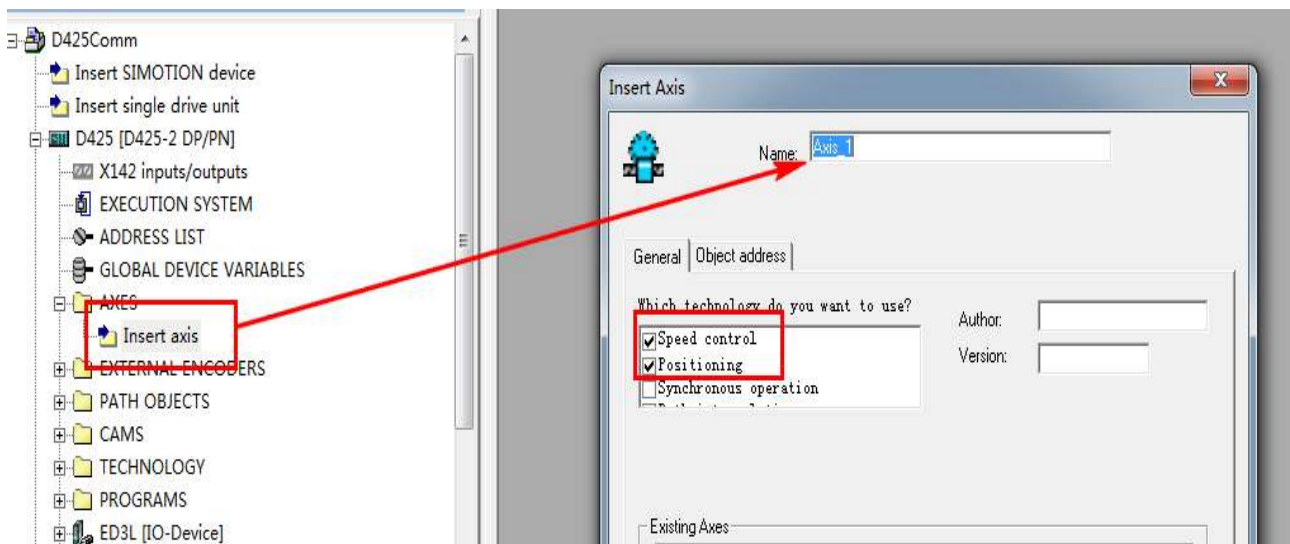 D425Comm
Insert SIMOTION device
Insert single drive unit
D425 [D425-2 DP/PN]
X142 inputs/outputs
EXECUTION SYSTEM
ADDRESS LIST
GLOBAL DEVICE VARIABLES
AXES
Insert axis
EXTERNAL ENCODERS
PATH OBJECTS
CAMS
TECHNOLOGY
PROGRAMS
ED3L [IO-Device]
Insert Axis
Name: Axis_1
General Object address
Which technology do you want to use?
Speed control
Positioning
Synchronous operation
Author:
Version:
Existing Axes